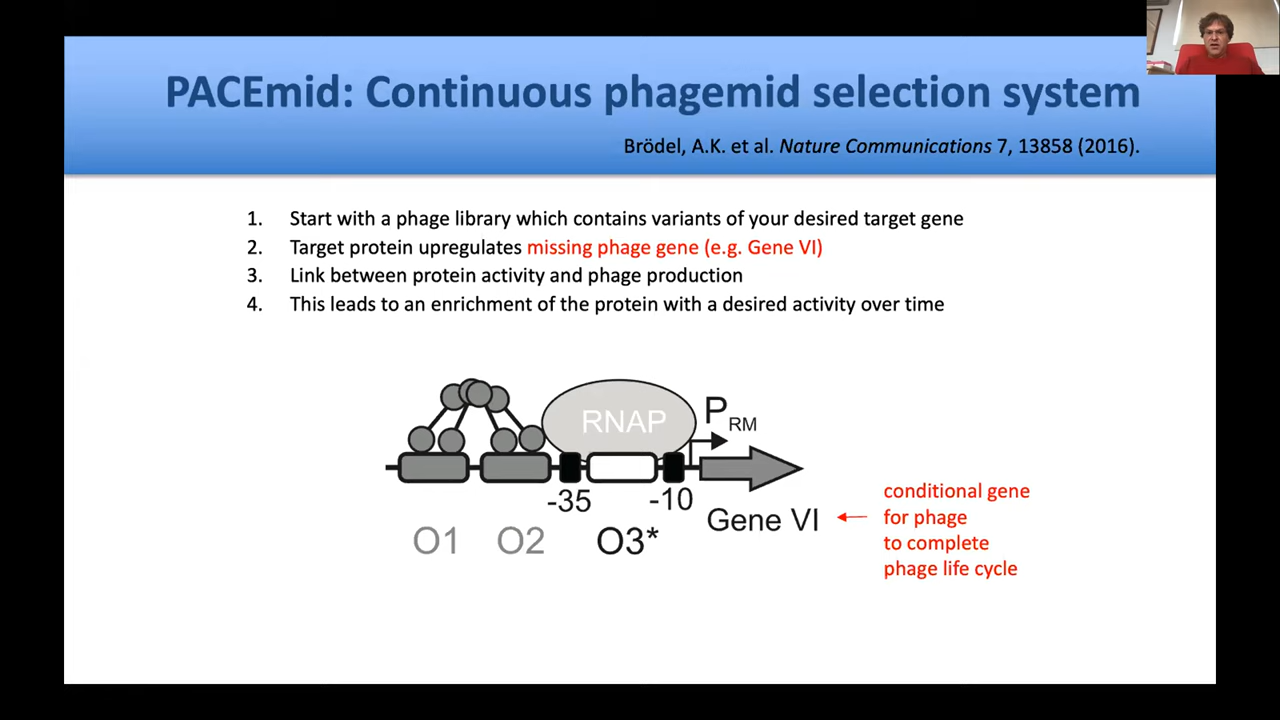 PACEmid: Continuous phagemid selection system
Brödel, A.K. et al. Nature Communications 7, 13858 (2016).
1. Start with a phage library which contains variants of your desired target gene
2. Target protein upregulates missing phage gene (e.g. Gene VI)
3. Link between protein activity and phage production
4. This leads to an enrichment of the protein with a desired activity over time
RNAP
PRM
-35
-10
Gene VI
O1
O2
O3*
conditional gene
for phage
to complete
phage life cycle